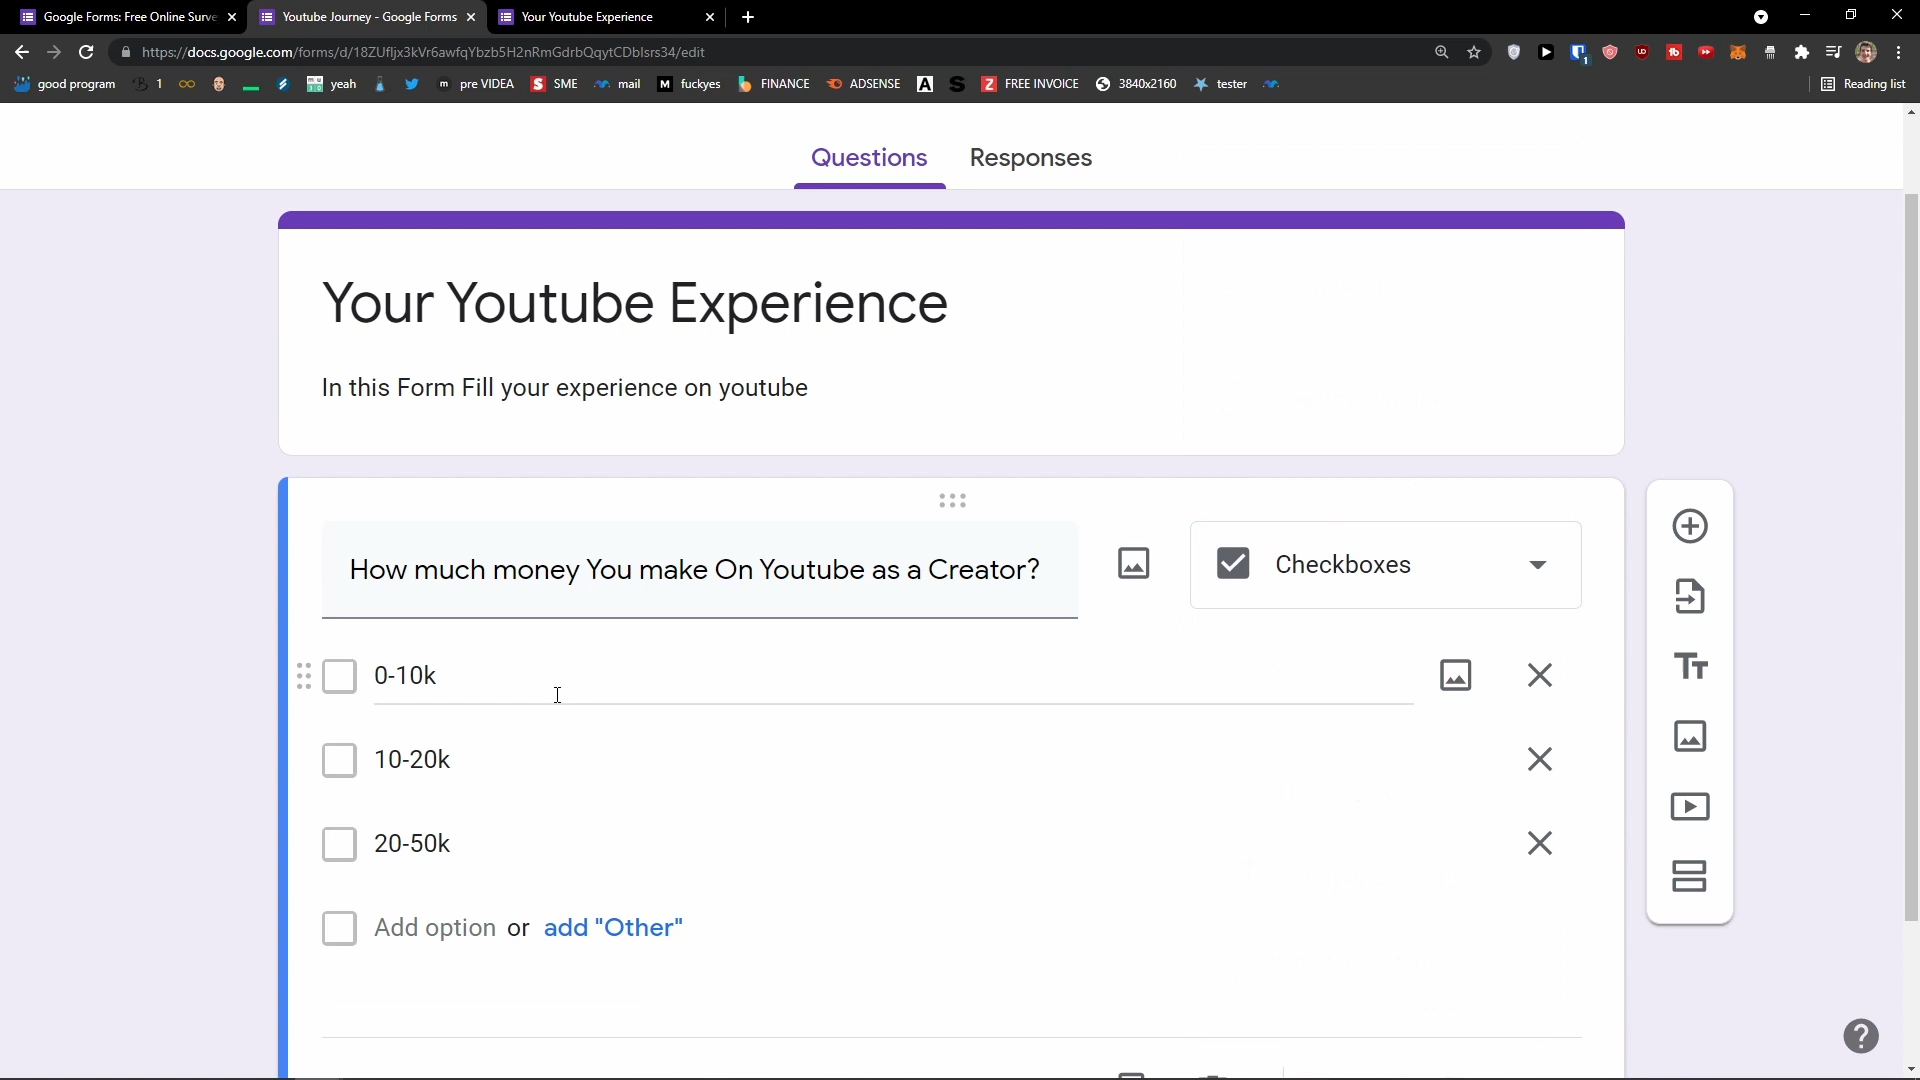 Google Forms: Free Online Surve
Youtube Journey - Google Forms
Your Youtube Experience
https://docs.google.com/forms/d/18ZUfljx3kVr6awfqYbzb5H2nRmGdrbQqytCDbIsrs34/edit
good program
1
yeah
pre VIDEA
SME
mail
fuckyes
FINANCE
ADSENSE
FREE INVOICE
3840x2160
tester
Reading list
Questions
Responses
Your Youtube Experience
In this Form Fill your experience on youtube
How much money You make On Youtube as a Creator?
Checkboxes
0-10k
10-20k
20-50k
Add option or add "Other"